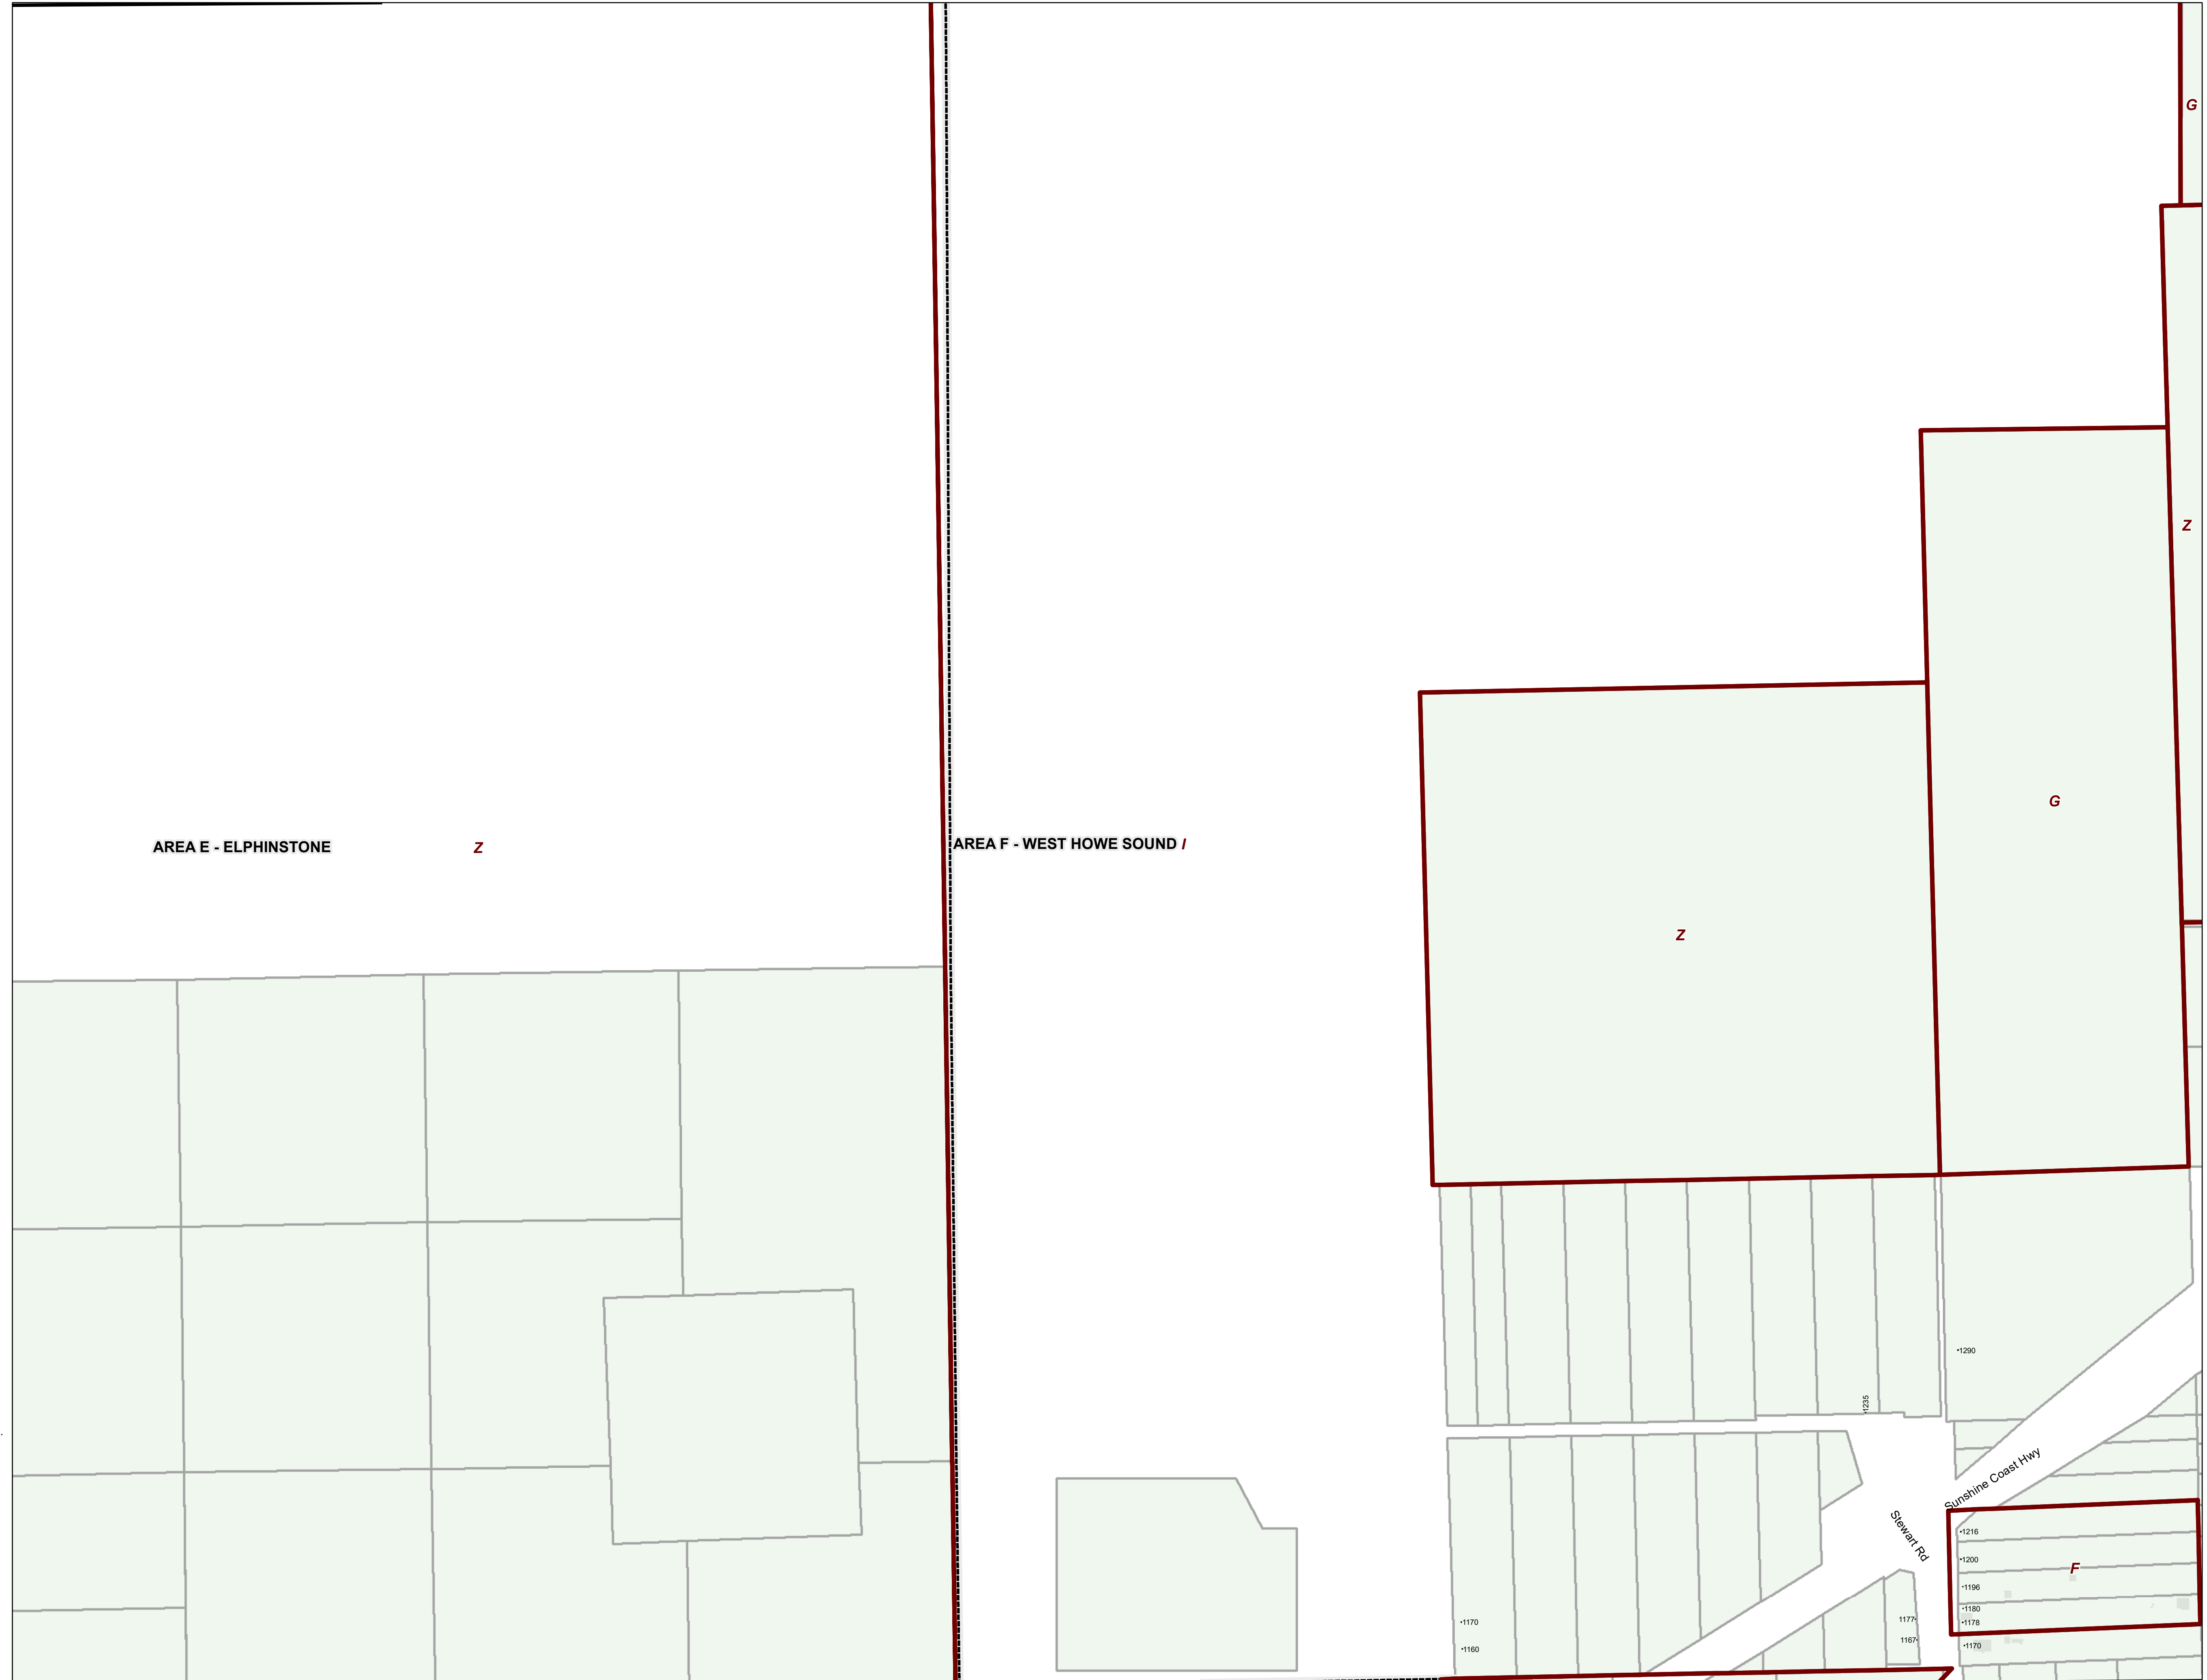 G
Z
G
AREA E - ELPHINSTONE Z
AREA F - WEST HOWE SOUND I
Z
1290
1235
Sunshine Coast Hwy
Stewart Rd
1216
1200
F
1196
1180
1178
1177
1167
1170
1170
1160